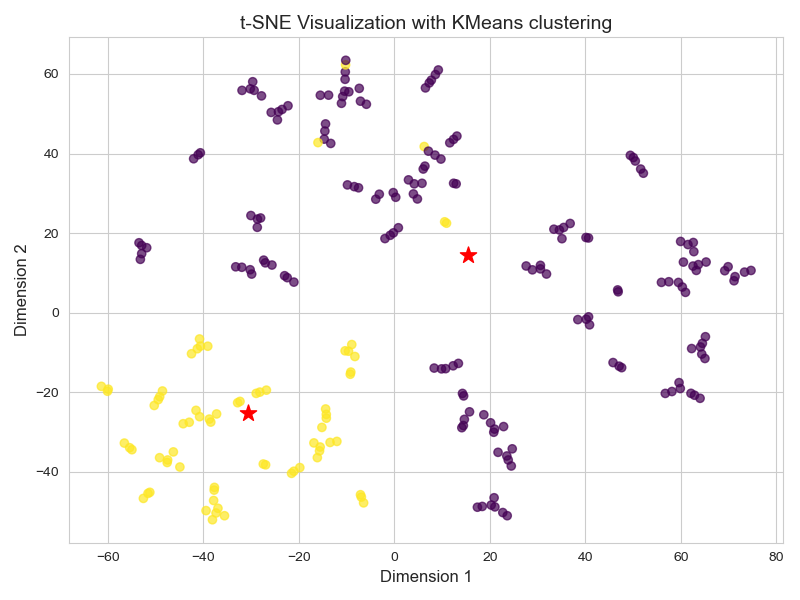 t-SNE Visualization with KMeans clustering
Dimension 2
60
40
20
0
−20
−40
−60 −40 −20 0 20 40 60 80
Dimension 1